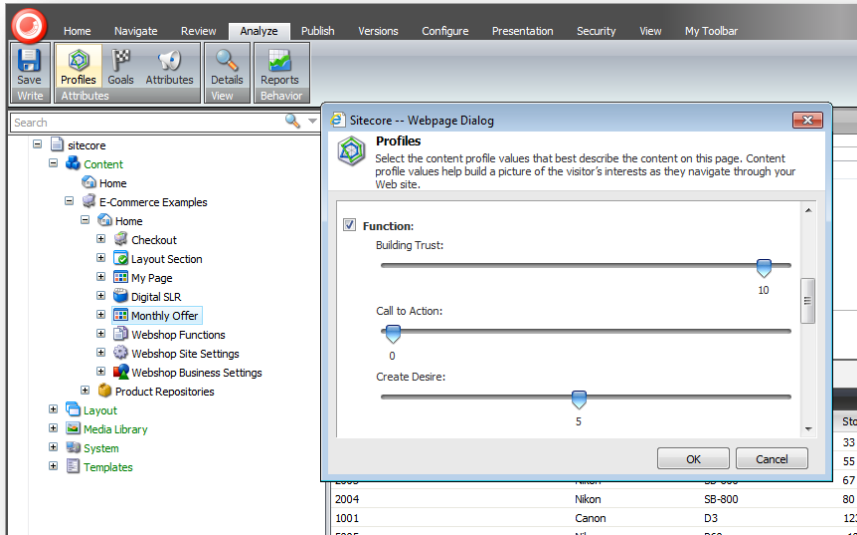 Home Navigate Review Analyze Publish Versions Configure Presentation Security View My Toolbar
Save Profiles Goals Attributes Details Reports
Write Attributes View Behavior
Search
sitecore
Content
Home
E-Commerce Examples
Home
Checkout
Layout Section
My Page
Digital SLR
Monthly Offer
Webshop Functions
Webshop Site Settings
Webshop Business Settings
Product Repositories
Layout
Media Library
System
Templates
Sitecore -- Webpage Dialog
Profiles
Select the content profile values that best describe the content on this page. Content
profile values help build a picture of the visitor's interests as they navigate through your
Web site.
Function:
Building Trust:
10
Call to Action:
0
Create Desire:
5
OK Cancel
33
55
67
2004 Nikon SB-800 80
1001 Canon D3